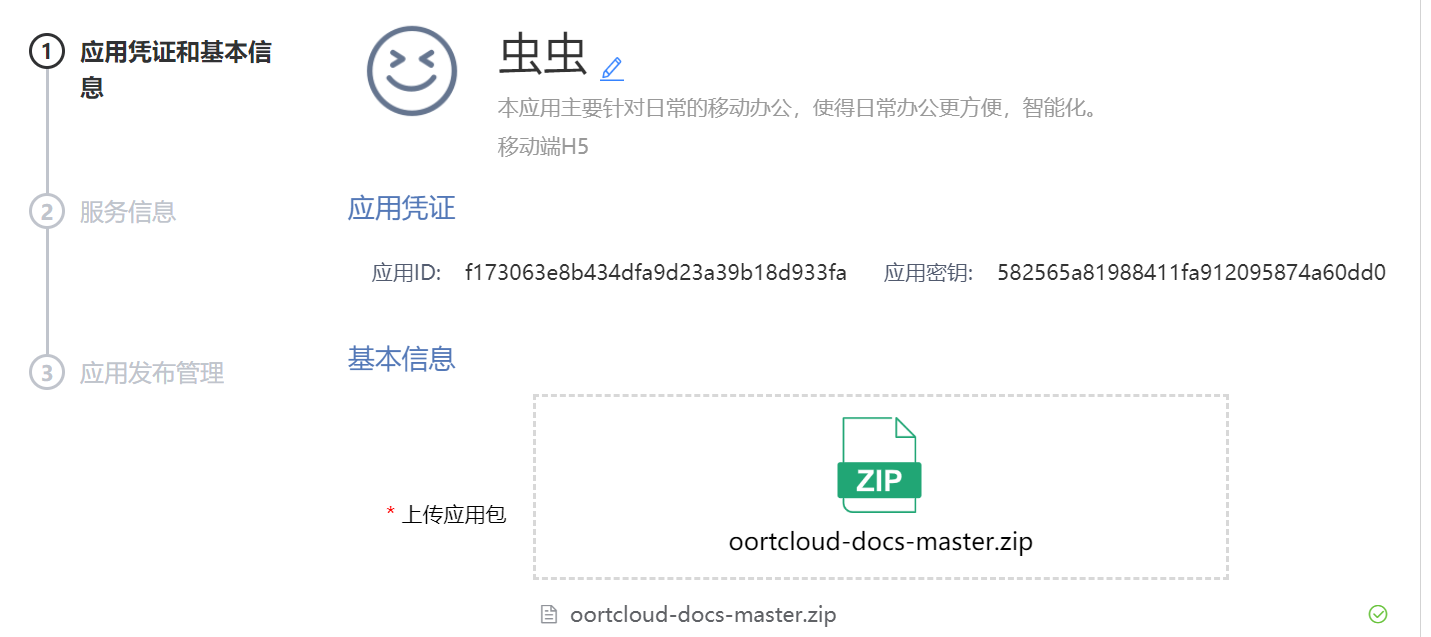 1
应用凭证和基本信
息
2
服务信息
3
应用发布管理
虫虫
本应用主要针对日常的移动办公，使得日常办公更方便，智能化。
移动端H5
应用凭证
应用ID: f173063e8b434dfa9d23a39b18d933fa 应用密钥: 582565a81988411fa912095874a60dd0
基本信息
ZIP
* 上传应用包
oortcloud-docs-master.zip
oortcloud-docs-master.zip